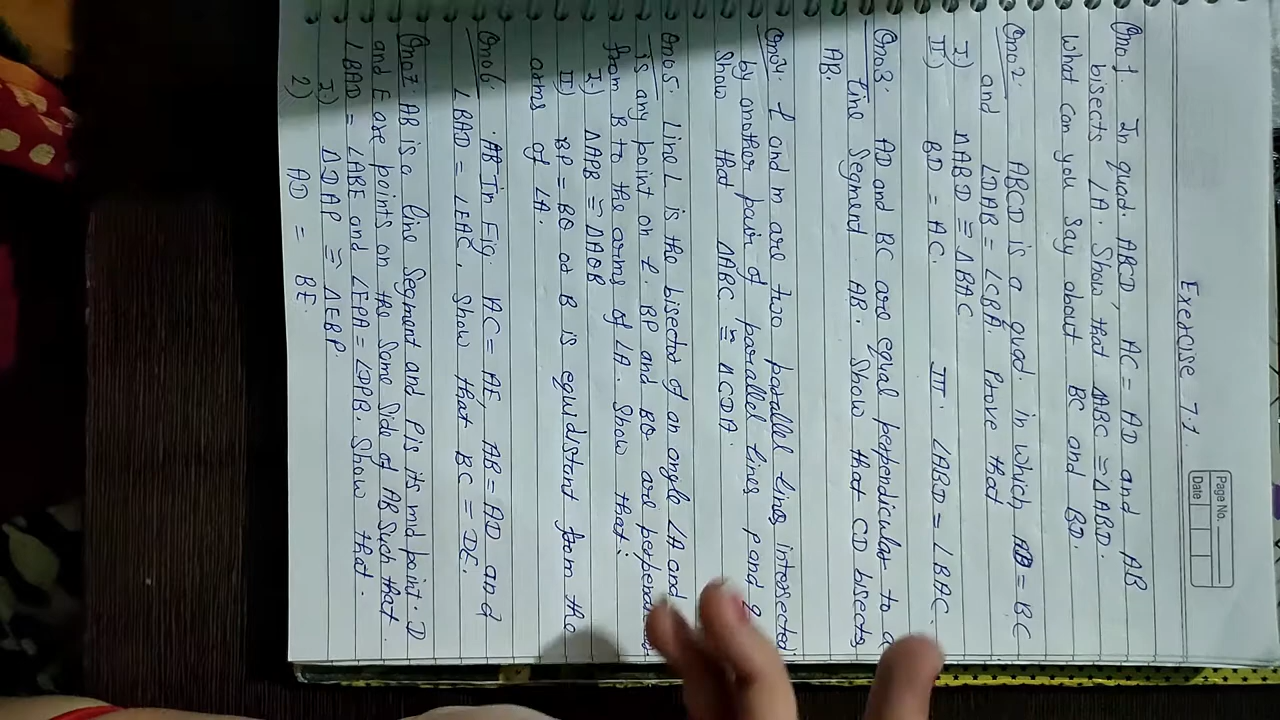 Page No.
Date
Exercise 7.1
Qno1 In quad. ABCD, AC = AD and AB
bisects ∠A. Show that ΔABC ≅ ΔABD.
What can you say about BC and BD.
Qno2. ABCD is a quad. in which AD = BC
and ∠DAB = ∠CBA. Prove that
I.) ΔABD ≅ ΔBAC
II) BD = AC. III. ∠ABD = ∠BAC.
Qno3. AD and BC are equal perpendicular to a
line Segment AB. Show that CD bisects
AB.
Qno4. l and m are two parallel lines intersected
by another pair of parallel lines p and q
Show that ΔABC ≅ ΔCDA.
Qno5. Line L is the bisector of an angle ∠A and
is any point on l. BP and BQ are
from B to the arms of ∠A. Show that:
I.) ΔAPB ≅ ΔAQB
II) BP = BQ or B is equidistant from the
arms of ∠A.
Qno6. AB In Fig. AC = AE, AB = AD and
∠BAD = ∠EAC. Show that BC = DE.
Qno7. AB is a line Segment and P is its mid point. D
and E are points on the Same Side of AB Such that
∠BAD = ∠ABE and ∠EPA = ∠DPB. Show that.
I.) ΔDAP ≅ ΔEBP
2) AD = BE.